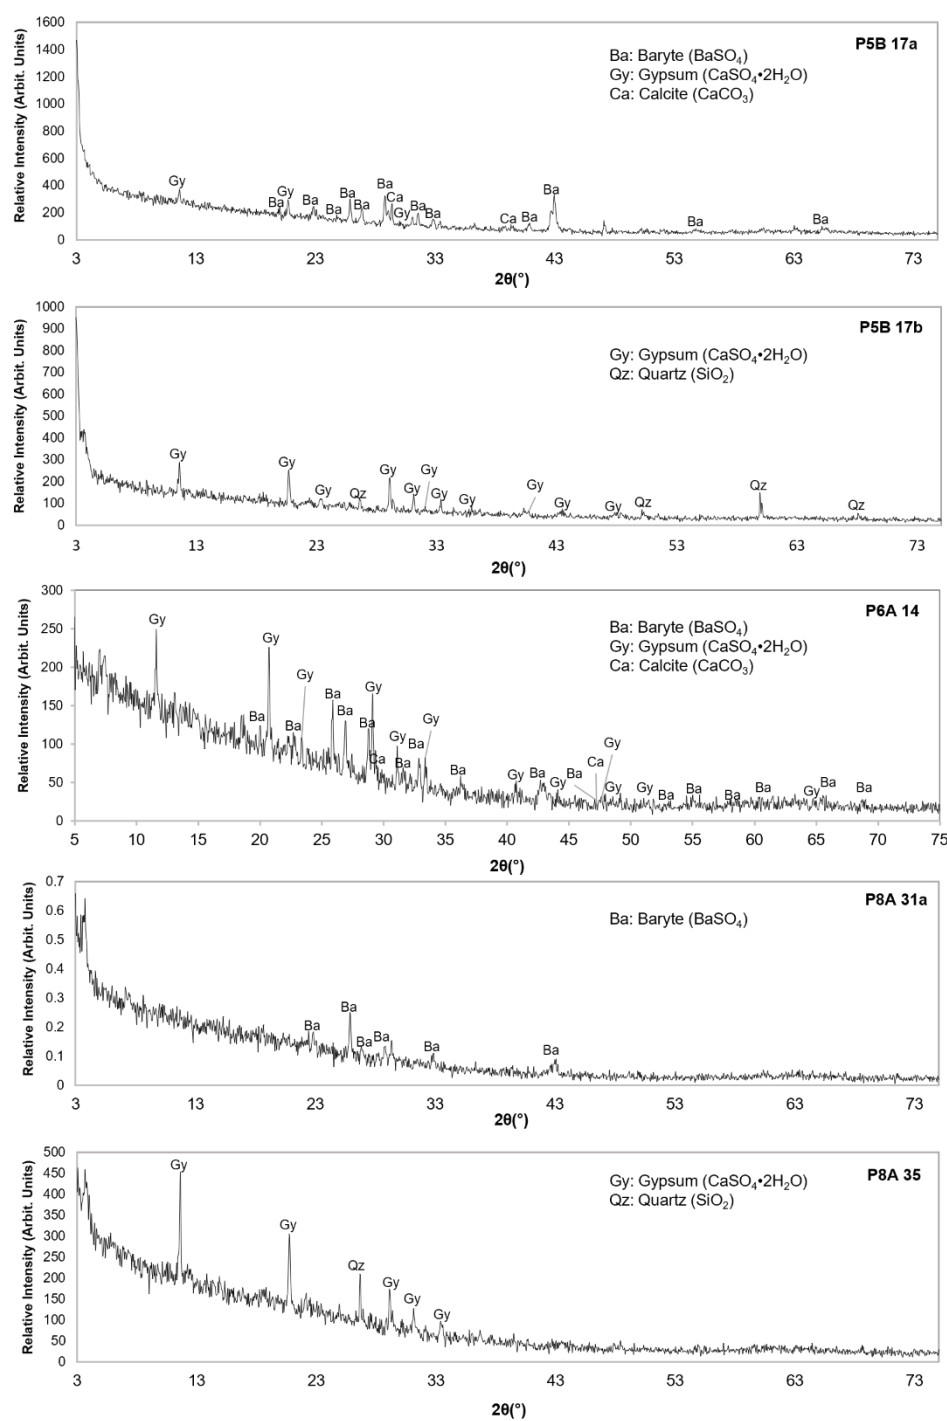 P5B 17a
Relative Intensity (Arbit. Units)
1600
1400
1200
1000
800
600
400
200
0
Ba: Baryte (BaSO₄)
Gy: Gypsum (CaSO₄•2H₂O)
Ca: Calcite (CaCO₃)
Gy Ba Gy Ba Ba Ba Ba Ba Ca Gy Ba Ba Ca Ba Ba Ba Ba
3 13 23 33 43 53 63 73
2θ(°)
P5B 17b
Relative Intensity (Arbit. Units)
1000
900
800
700
600
500
400
300
200
100
0
Gy: Gypsum (CaSO₄•2H₂O)
Qz: Quartz (SiO₂)
Gy Gy Gy Qz Gy Gy Gy Gy Gy Gy Gy Gy Qz Qz Qz
3 13 23 33 43 53 63 73
2θ(°)
P6A 14
Relative Intensity (Arbit. Units)
300
250
200
150
100
50
0
Ba: Baryte (BaSO₄)
Gy: Gypsum (CaSO₄•2H₂O)
Ca: Calcite (CaCO₃)
Gy Ba Gy Ba Gy Ba Ba Ba Gy Ca Gy Ba Ba Gy Ba Gy Ba Gy Ba Ca Gy Gy Gy Ba Ba Ba Ba Gy Ba Ba
5 10 15 20 25 30 35 40 45 50 55 60 65 70 75
2θ(°)
P8A 31a
Relative Intensity (Arbit. Units)
0.7
0.6
0.5
0.4
0.3
0.2
0.1
0
Ba: Baryte (BaSO₄)
Ba Ba Ba Ba Ba Ba
3 13 23 33 43 53 63 73
2θ(°)
P8A 35
Relative Intensity (Arbit. Units)
500
450
400
350
300
250
200
150
100
50
0
Gy: Gypsum (CaSO₄•2H₂O)
Qz: Quartz (SiO₂)
Gy Gy Qz Gy Gy Gy
3 13 23 33 43 53 63 73
2θ(°)